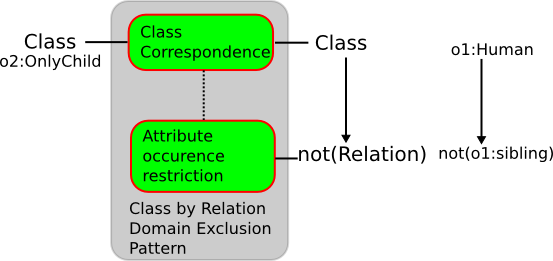 Class
o2:OnlyChild
Class
Correspondence
Class
o1:Human
Attribute
occurence
restriction
not(Relation)
not(o1:sibling)
Class by Relation
Domain Exclusion
Pattern